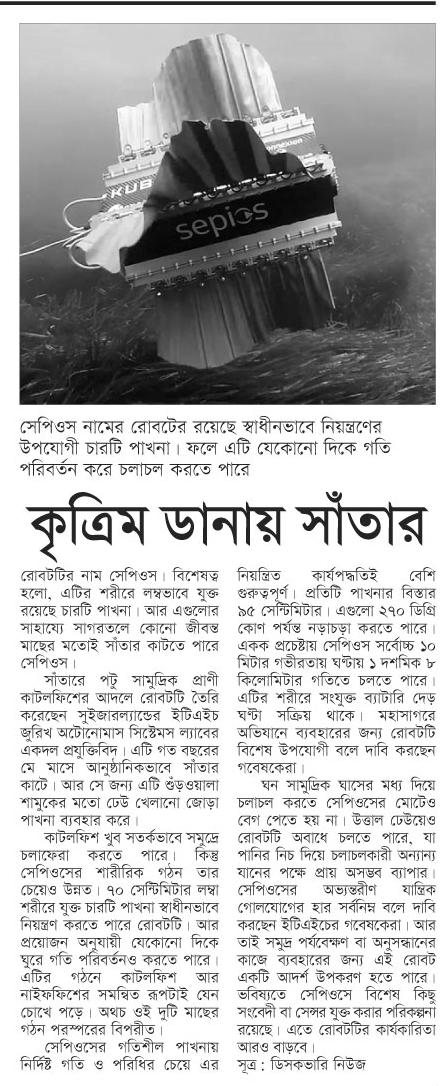 KUB
sepios
সেপিওস নামের রোবটের রয়েছে স্বাধীনভাবে নিয়ন্ত্রণের
উপযোগী চারটি পাখনা। ফলে এটি যেকোনো দিকে গতি
পরিবর্তন করে চলাচল করতে পারে
কৃত্রিম ডানায় সাঁতার
রোবটটির নাম সেপিওস। বিশেষত্ব
হলো, এটির শরীরে লম্বভাবে যুক্ত
রয়েছে চারটি পাখনা। আর এগুলোর
সাহায্যে সাগরতলে কোনো জীবন্ত
মাছের মতোই সাঁতার কাটতে পারে
সেপিওস।
সাঁতারে পটু সামুদ্রিক প্রাণী
কাটলফিশের আদলে রোবটটি তৈরি
করেছেন সুইজারল্যান্ডের ইটিএইচ
জুরিখ অটোনোমাস সিস্টেমস ল্যাবের
একদল প্রযুক্তিবিদ। এটি গত বছরের
মে মাসে আনুষ্ঠানিকভাবে সাঁতার
কাটে। আর সে জন্য এটি শুঁড়ওয়ালা
শামুকের মতো ঢেউ খেলানো জোড়া
পাখনা ব্যবহার করে।
কাটলফিশ খুব সতর্কভাবে সমুদ্রে
চলাফেরা করতে পারে। কিন্তু
সেপিওসের শারীরিক গঠন তার
চেয়েও উন্নত। ৭০ সেন্টিমিটার লম্বা
শরীরে যুক্ত চারটি পাখনা স্বাধীনভাবে
নিয়ন্ত্রণ করতে পারে রোবটটি। আর
প্রয়োজন অনুযায়ী যেকোনো দিকে
ঘুরে গতি পরিবর্তনও করতে পারে।
এটির গঠনে কাটলফিশ আর
নাইফফিশের সমন্বিত রূপটাই যেন
চোখে পড়ে। অথচ ওই দুটি মাছের
গঠন পরস্পরের বিপরীত।
সেপিওসের গতিশীল পাখনায়
নির্দিষ্ট গতি ও পরিধির চেয়ে এর
নিয়ন্ত্রিত কার্যপদ্ধতিই বেশি
গুরুত্বপূর্ণ। প্রতিটি পাখনার বিস্তার
৯৫ সেন্টিমিটার। এগুলো ২৭০ ডিগ্রি
কোণ পর্যন্ত নড়াচড়া করতে পারে।
একক প্রচেষ্টায় সেপিওস সর্বোচ্চ ১০
মিটার গভীরতায় ঘণ্টায় ১ দশমিক ৮
কিলোমিটার গতিতে চলতে পারে।
এটির শরীরে সংযুক্ত ব্যাটারি দেড়
ঘণ্টা সক্রিয় থাকে। মহাসাগরে
অভিযানে ব্যবহারের জন্য রোবটটি
বিশেষ উপযোগী বলে দাবি করছেন
গবেষকেরা।
ঘন সামুদ্রিক ঘাসের মধ্য দিয়ে
চলাচল করতে সেপিওসের মোটেও
বেগ পেতে হয় না। উত্তাল ঢেউয়েও
রোবটটি অবাধে চলতে পারে, যা
পানির নিচ দিয়ে চলাচলকারী অন্যান্য
যানের পক্ষে প্রায় অসম্ভব ব্যাপার।
সেপিওসের অভ্যন্তরীণ যান্ত্রিক
গোলযোগের হার সর্বনিম্ন বলে দাবি
করছেন ইটিএইচের গবেষকেরা। আর
তাই সমুদ্র পর্যবেক্ষণ বা অনুসন্ধানের
কাজে ব্যবহারের জন্য এই রোবট
একটি আদর্শ উপকরণ হতে পারে।
ভবিষ্যতে সেপিওসে বিশেষ কিছু
সংবেদী বা সেন্সর যুক্ত করার পরিকল্পনা
রয়েছে। এতে রোবটটির কার্যকারিতা
আরও বাড়বে।
সূত্র : ডিসকভারি নিউজ